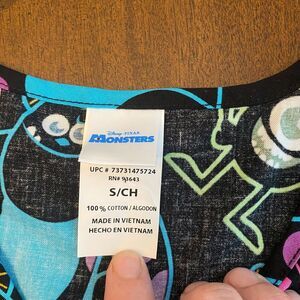 Disney · PIXAR
MONSTERS
UPC # 73731475724
RN# 93643
S/CH
100% COTTON / ALGODON
MADE IN VIETNAM
HECHO EN VIETNAM